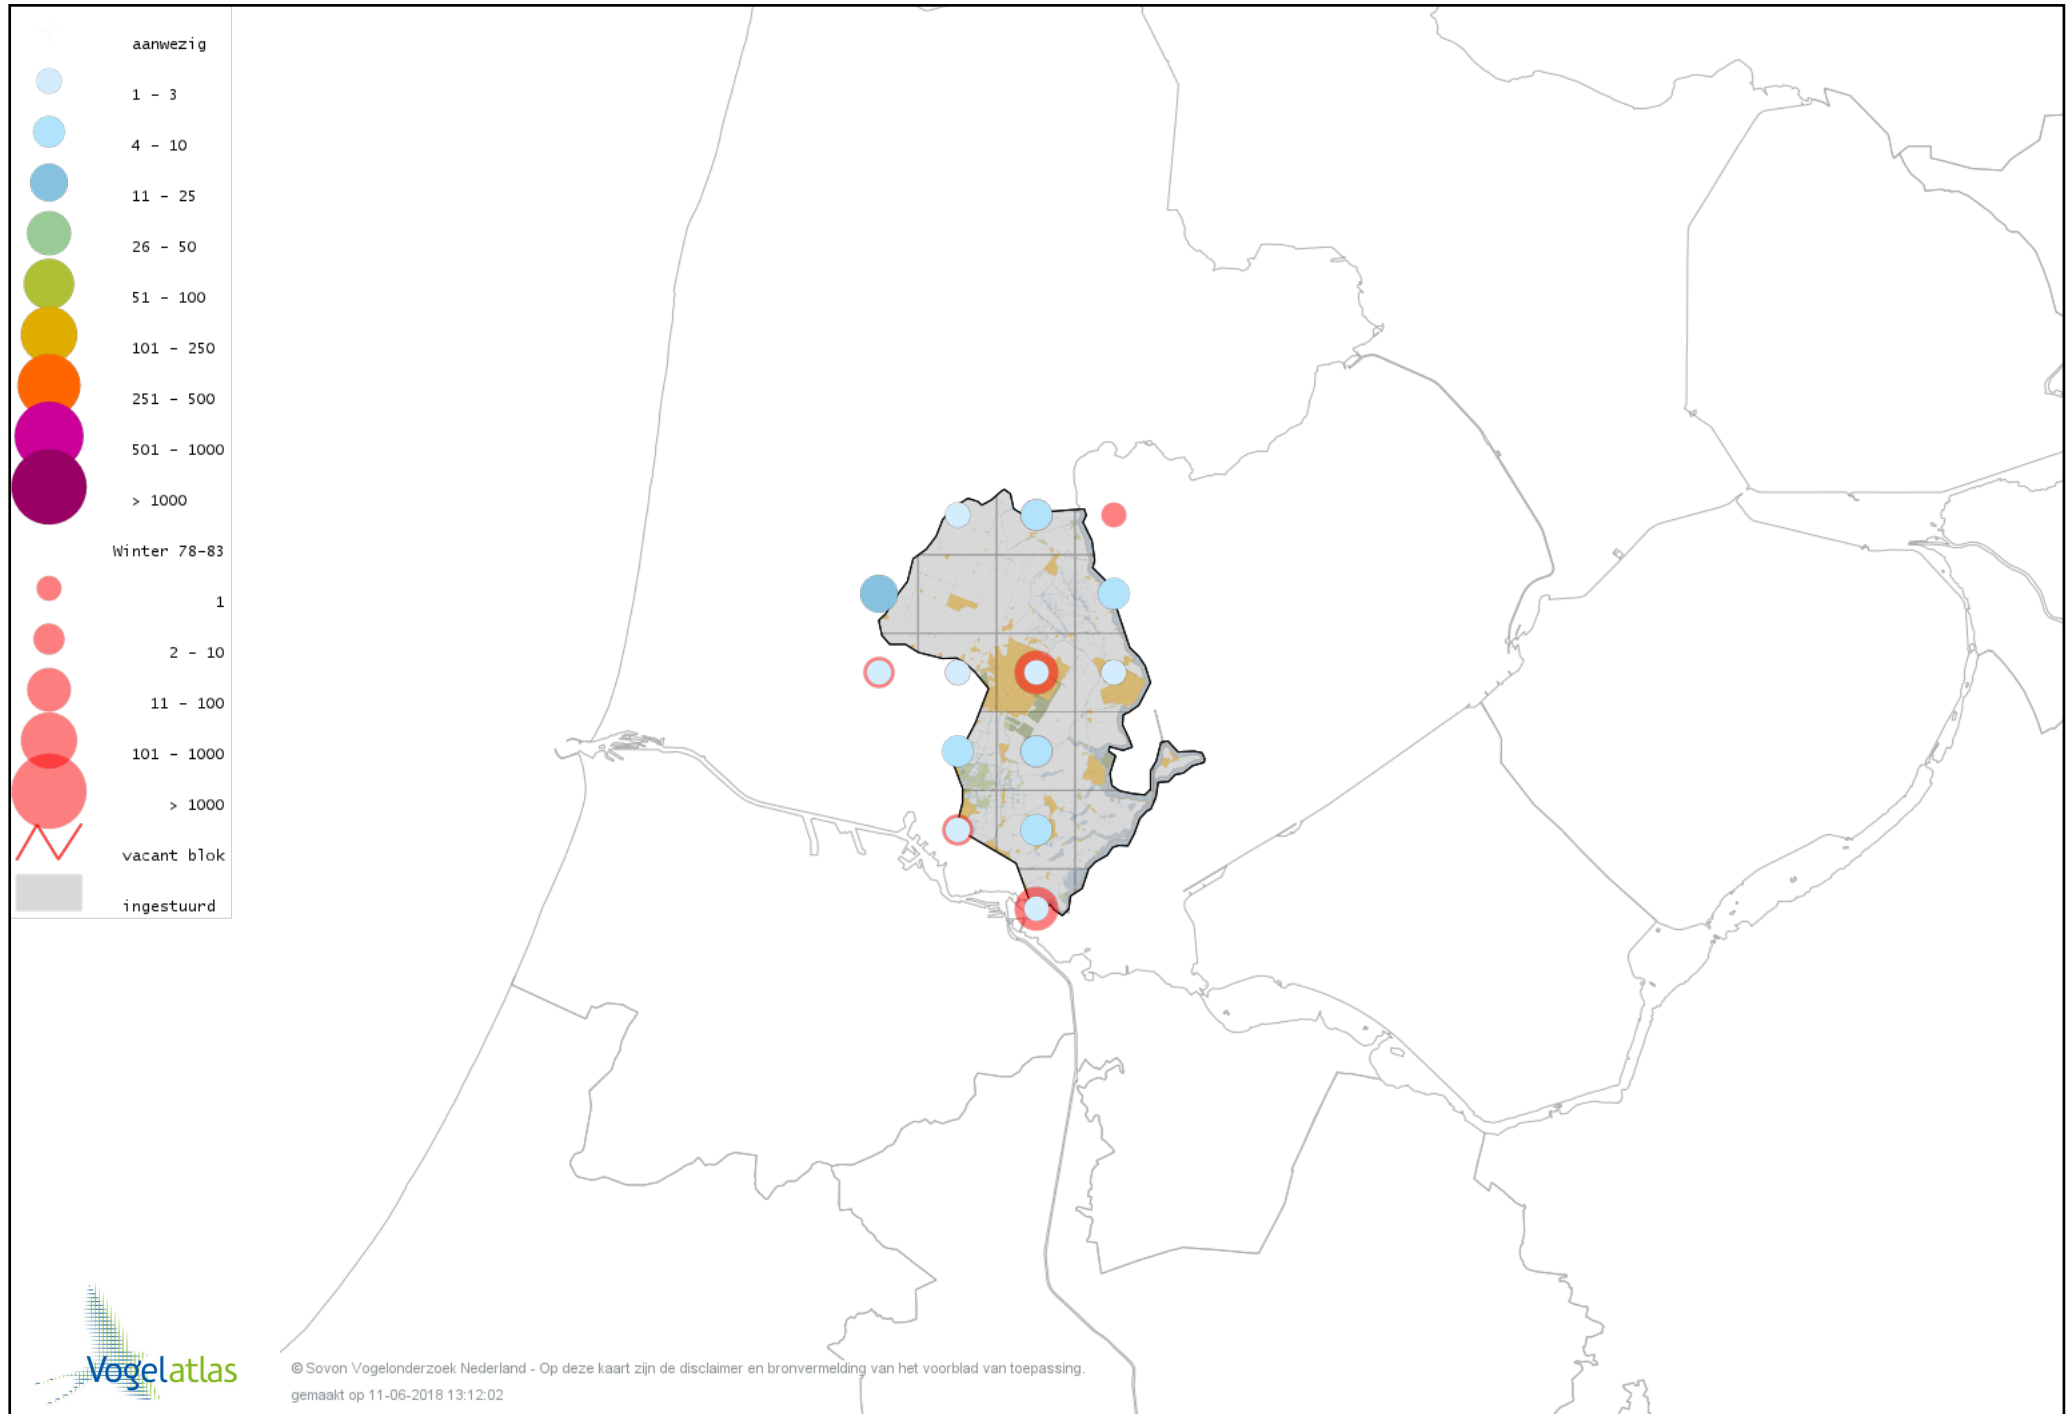 aanwezig
1 - 3
4 - 10
11 - 25
26 - 50
51 - 100
101 - 250
251 - 500
501 - 1000
> 1000
Winter 78-83
1
2 - 10
11 - 100
101 - 1000
> 1000
vacant blok
ingestuurd
Vogelatlas
© Sovon Vogelonderzoek Nederland - Op deze kaart zijn de disclaimer en bronvermelding van het voorblad van toepassing.
gemaakt op 11-06-2018 13:12:02